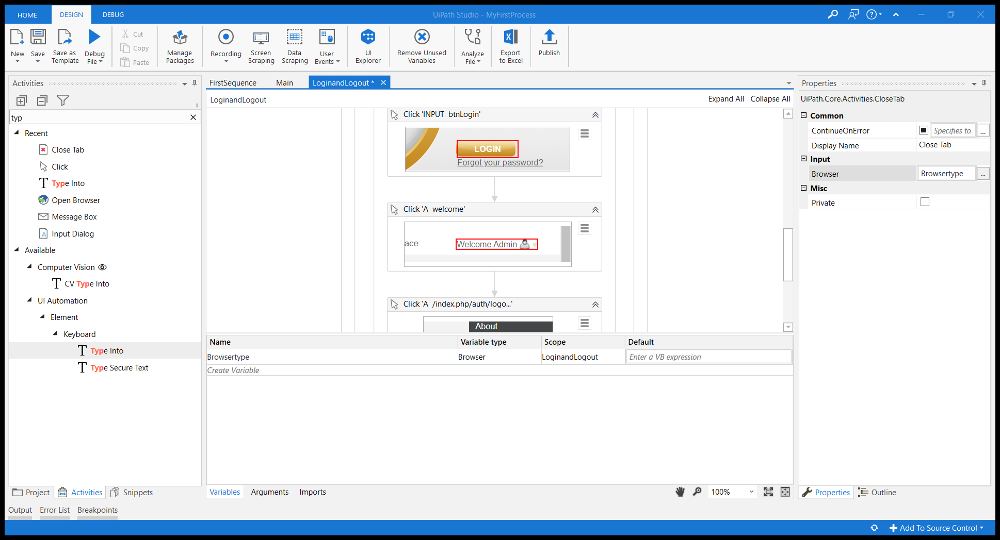 HOME DESIGN DEBUG UiPath Studio - MyFirstProcess
New Save Save as Template Debug File Cut Copy Paste Manage Packages Recording Screen Scraping Data Scraping User Events UI Explorer Remove Unused Variables Analyze File Export to Excel Publish
Activities
typ
Recent
Close Tab
Click
Type Into
Open Browser
Message Box
Input Dialog
Available
Computer Vision
CV Type Into
UI Automation
Element
Keyboard
Type Into
Type Secure Text
Project Activities Snippets
FirstSequence Main LoginandLogout *
LoginandLogout Expand All Collapse All
Click 'INPUT btnLogin'
LOGIN
Forgot your password?
Click 'A welcome'
ace Welcome Admin
Click 'A /index.php/auth/logo...'
About
Name Variable type Scope Default
Browsertype Browser LoginandLogout Enter a VB expression
Create Variable
Variables Arguments Imports 100%
Properties
UiPath.Core.Activities.CloseTab
Common
ContinueOnError Specifies to ...
Display Name Close Tab
Input
Browser Browsertype ...
Misc
Private
Properties Outline
Output Error List Breakpoints
Add To Source Control